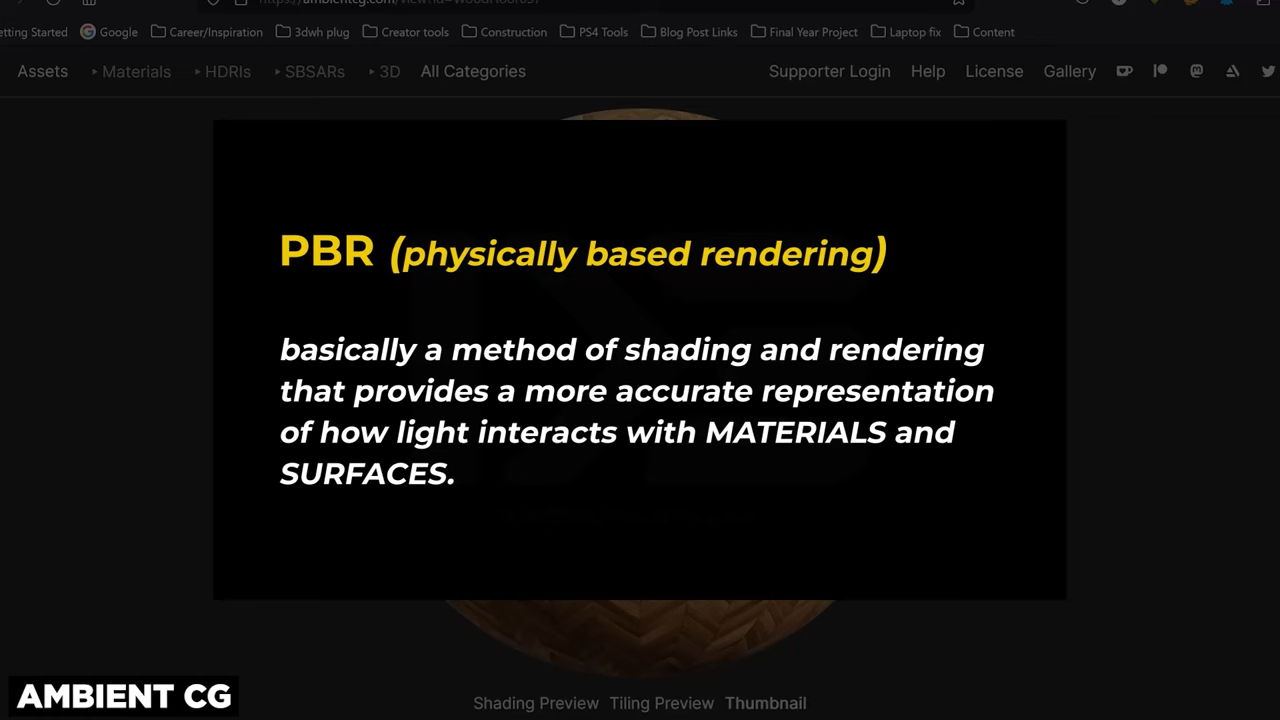 etting Started Google Career/Inspiration 3dwh plug Creator tools Construction PS4 Tools Blog Post Links Final Year Project Laptop fix Content
Assets Materials HDRIs SBSARs 3D All Categories Supporter Login Help License Gallery
PBR (physically based rendering)
basically a method of shading and rendering
that provides a more accurate representation
of how light interacts with MATERIALS and
SURFACES.
AMBIENT CG
Shading Preview Tiling Preview Thumbnail